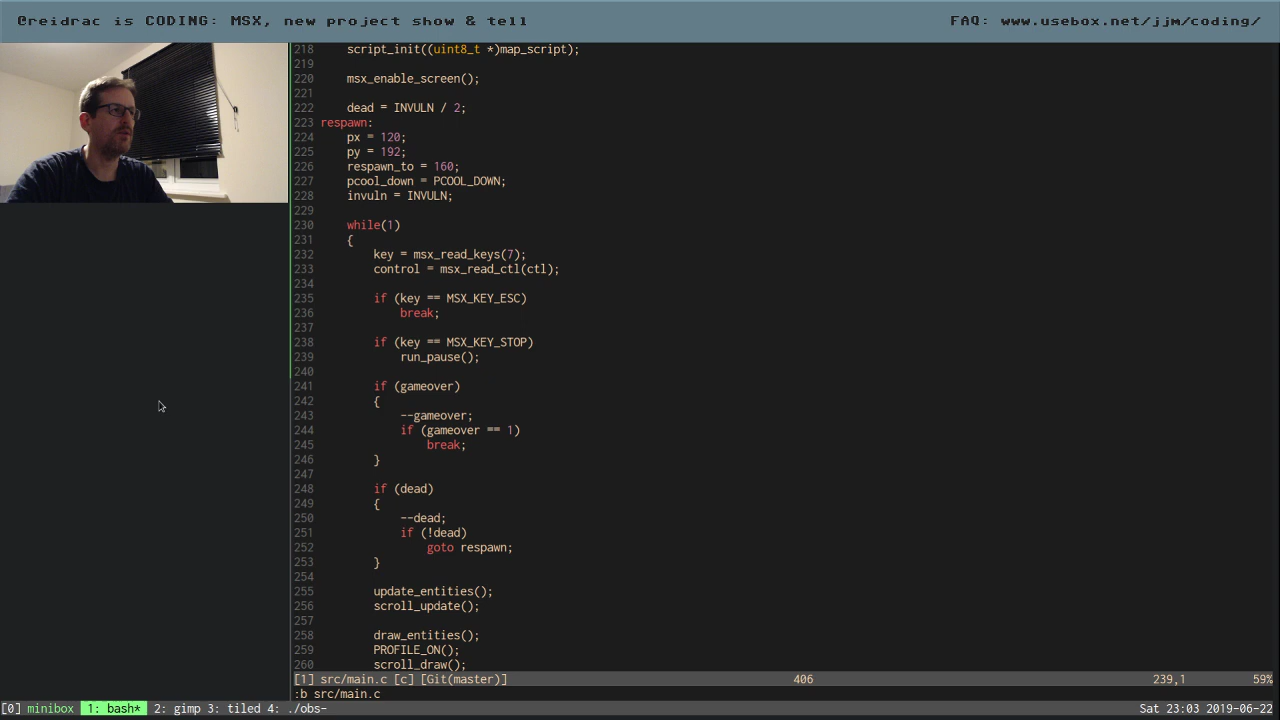 @reidrac is CODING: MSX, new project show & tell
FAQ: www.usebox.net/jjm/coding/
218 script_init((uint8_t *)map_script);
219
220 msx_enable_screen();
221
222 dead = INVULN / 2;
223 respawn:
224 px = 120;
225 py = 192;
226 respawn_to = 160;
227 pcool_down = PCOOL_DOWN;
228 invuln = INVULN;
229
230 while(1)
231 {
232 key = msx_read_keys(7);
233 control = msx_read_ctl(ctl);
234
235 if (key == MSX_KEY_ESC)
236 break;
237
238 if (key == MSX_KEY_STOP)
239 run_pause();
240
241 if (gameover)
242 {
243 --gameover;
244 if (gameover == 1)
245 break;
246 }
247
248 if (dead)
249 {
250 --dead;
251 if (!dead)
252 goto respawn;
253 }
254
255 update_entities();
256 scroll_update();
257
258 draw_entities();
259 PROFILE_ON();
260 scroll_draw();
[1] src/main.c [c] [Git(master)] 406 239,1 59%
:b src/main.c
[0] minibox 1: bash* 2: gimp 3: tiled 4: ./obs- Sat 23:03 2019-06-22